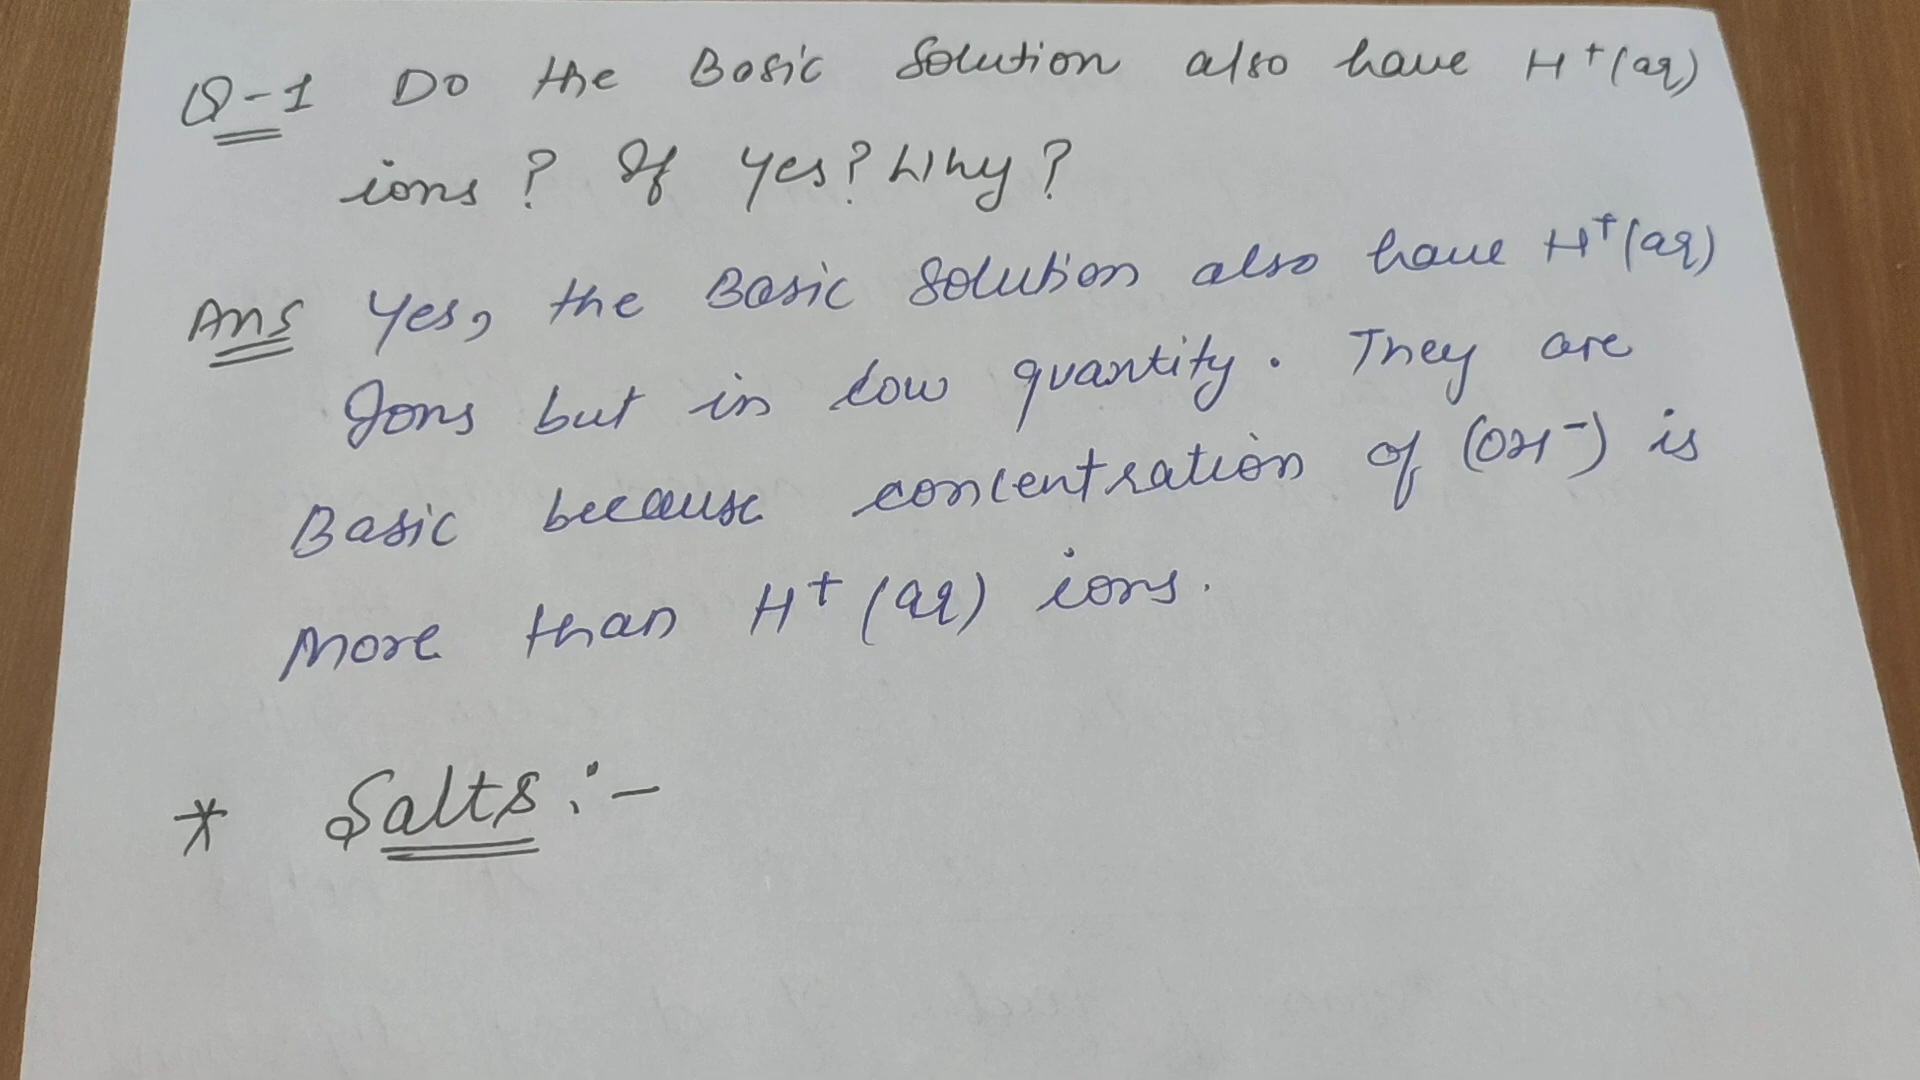 Q-1 Do the Basic Solution also have H+(aq)
ions ? If yes? Why?
Ans Yes, the Basic Solution also have H+(aq)
Ions but in low quantity. They are
Basic because concentration of (OH-) is
more than H+ (aq) ions.
* Salts:-